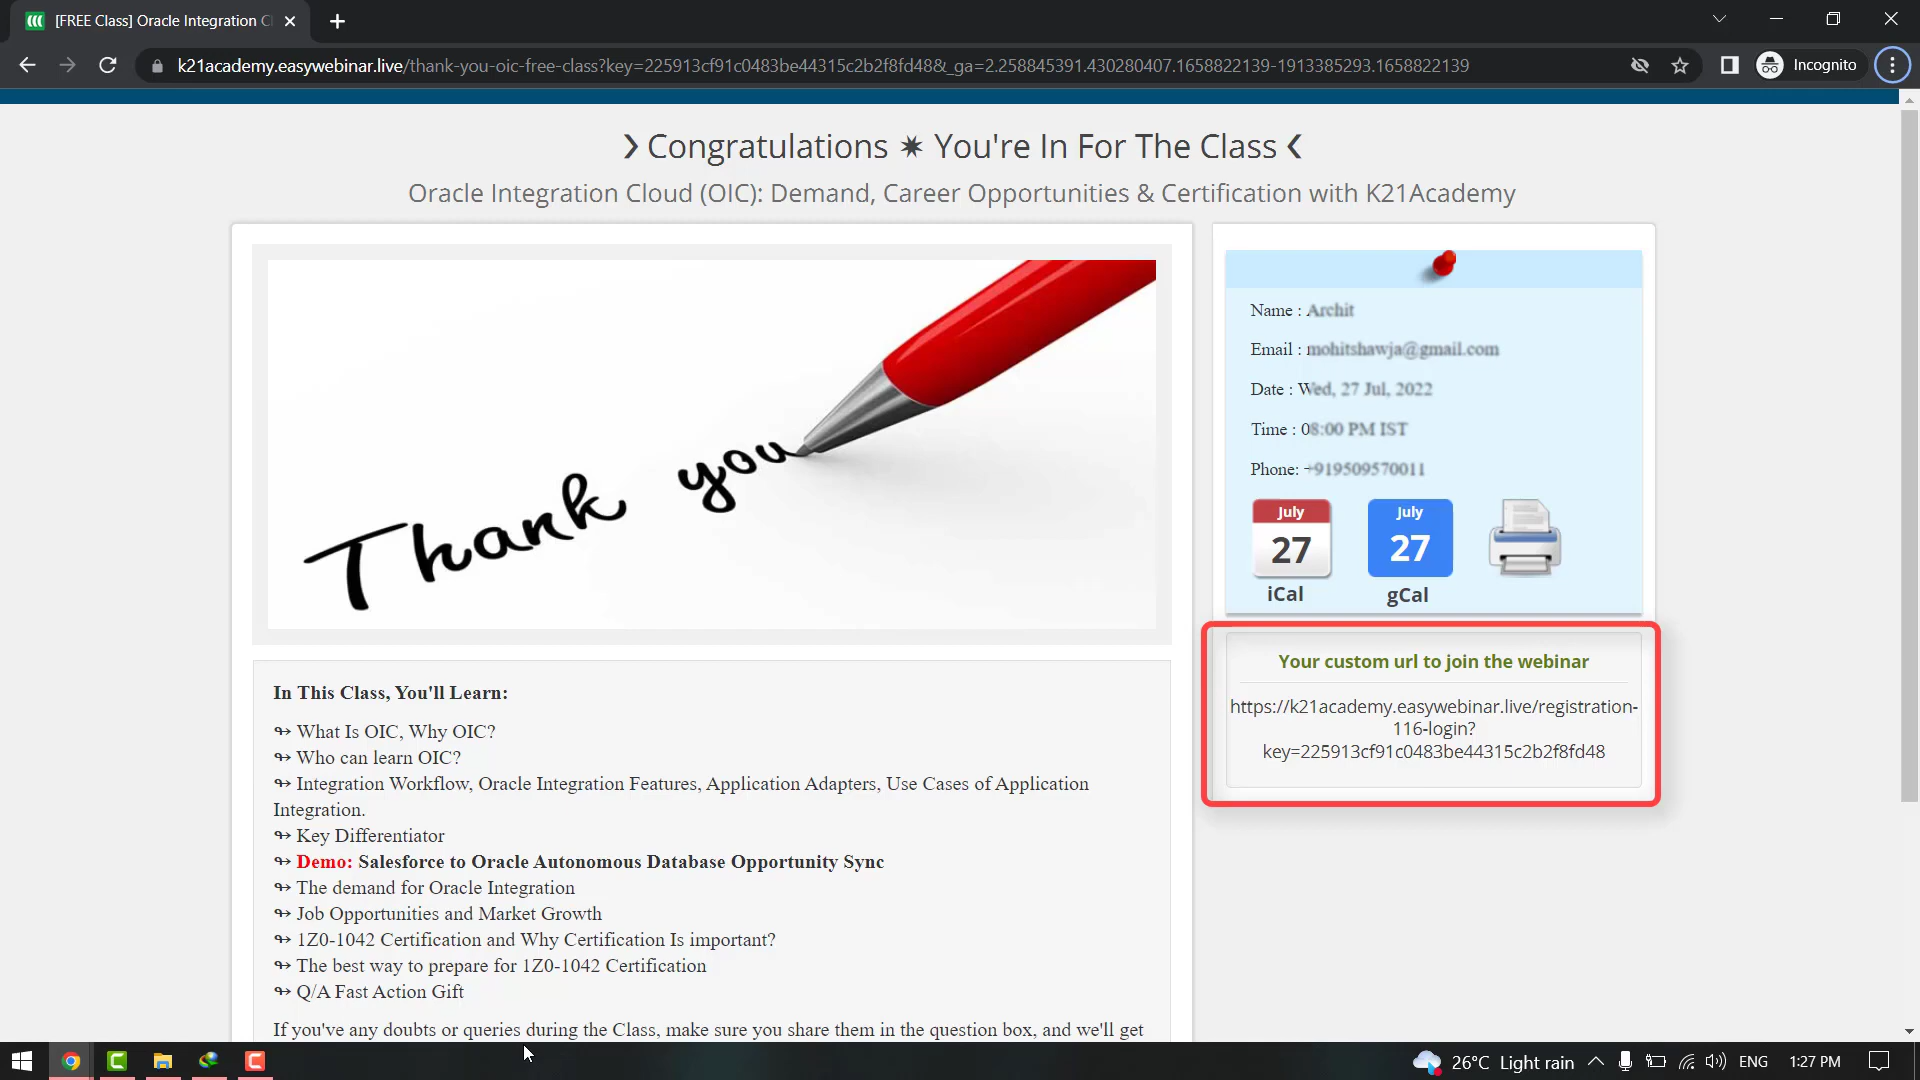 [FREE Class] Oracle Integration C
k21academy.easywebinar.live/thank-you-oic-free-class?key=225913cf91c0483be44315c2b2f8fd48&_ga=2.258845391.430280407.1658822139-1913385293.1658822139
Incognito
Congratulations ✷ You're In For The Class
Oracle Integration Cloud (OIC): Demand, Career Opportunities & Certification with K21Academy
Thank you
In This Class, You'll Learn:
↬ What Is OIC, Why OIC?
↬ Who can learn OIC?
↬ Integration Workflow, Oracle Integration Features, Application Adapters, Use Cases of Application
Integration.
↬ Key Differentiator
↬ Demo: Salesforce to Oracle Autonomous Database Opportunity Sync
↬ The demand for Oracle Integration
↬ Job Opportunities and Market Growth
↬ 1Z0-1042 Certification and Why Certification Is important?
↬ The best way to prepare for 1Z0-1042 Certification
↬ Q/A Fast Action Gift
If you've any doubts or queries during the Class, make sure you share them in the question box, and we'll get
Name : Archit
Email : mohitshawja@gmail.com
Date : Wed, 27 Jul, 2022
Time : 08:00 PM IST
Phone: +919509570011
July
27
iCal
July
27
gCal
Your custom url to join the webinar
https://k21academy.easywebinar.live/registration-
116-login?
key=225913cf91c0483be44315c2b2f8fd48
26°C Light rain
ENG
1:27 PM